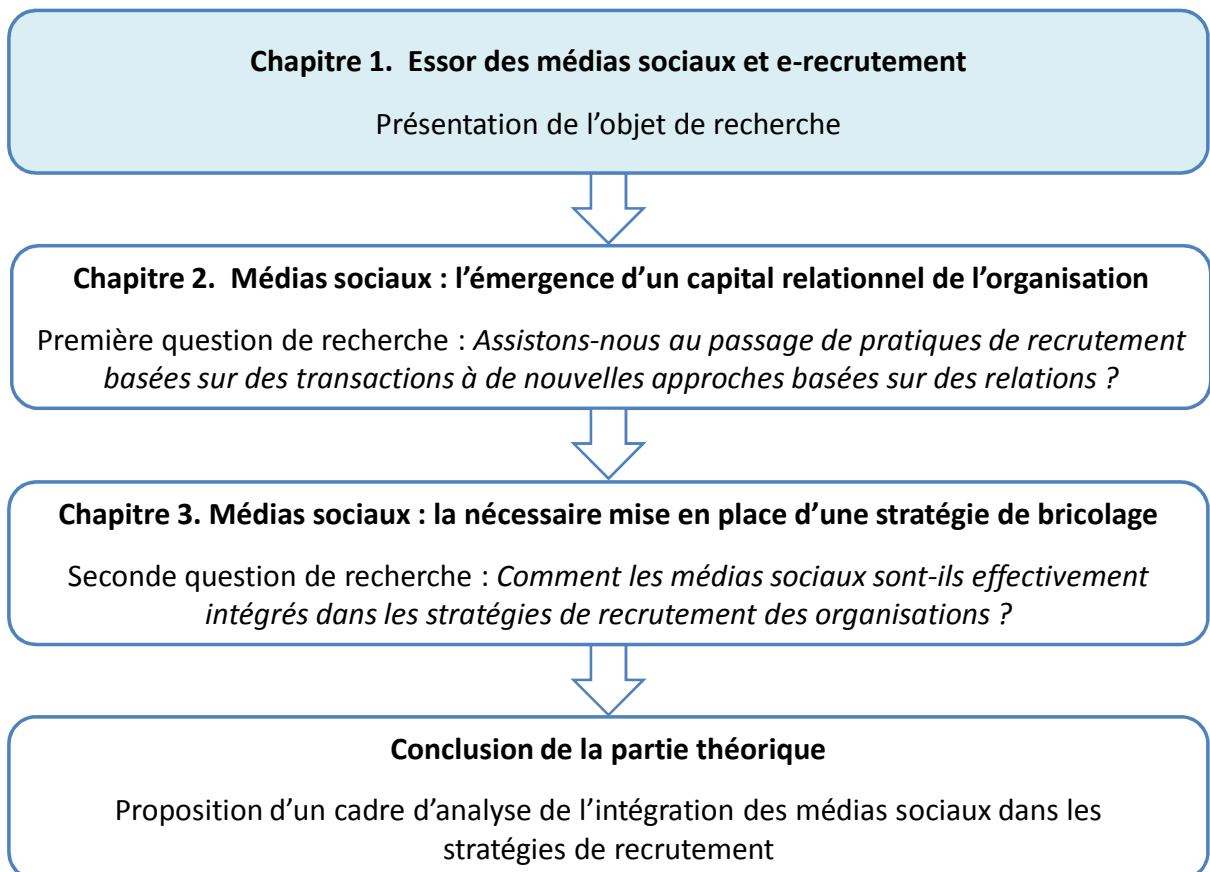 Chapitre 1. Essor des médias sociaux et e-recrutement
Présentation de l’objet de recherche
Chapitre 2. Médias sociaux : l’émergence d’un capital relationnel de l’organisation
Première question de recherche : Assistons-nous au passage de pratiques de recrutement
basées sur des transactions à de nouvelles approches basées sur des relations ?
Chapitre 3. Médias sociaux : la nécessaire mise en place d’une stratégie de bricolage
Seconde question de recherche : Comment les médias sociaux sont-ils effectivement
intégrés dans les stratégies de recrutement des organisations ?
Conclusion de la partie théorique
Proposition d’un cadre d’analyse de l’intégration des médias sociaux dans les
stratégies de recrutement